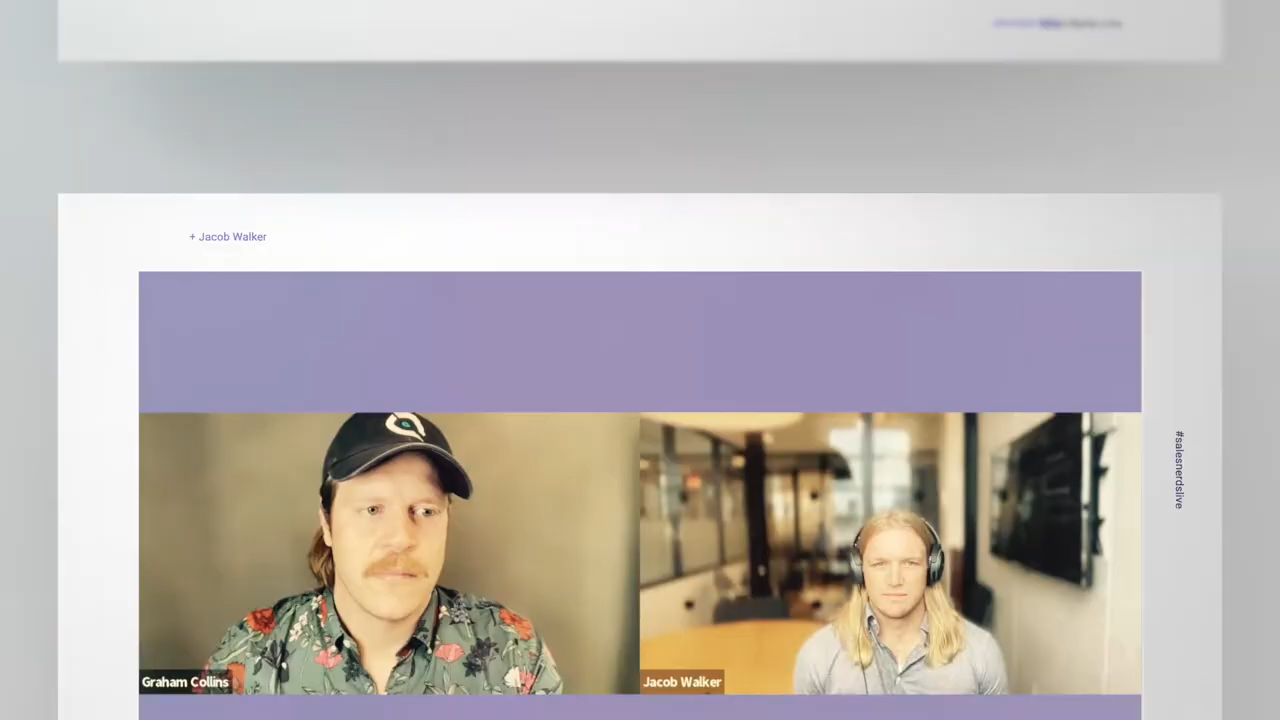 + Jacob Walker
#salesnerdslive
Graham Collins
Jacob Walker